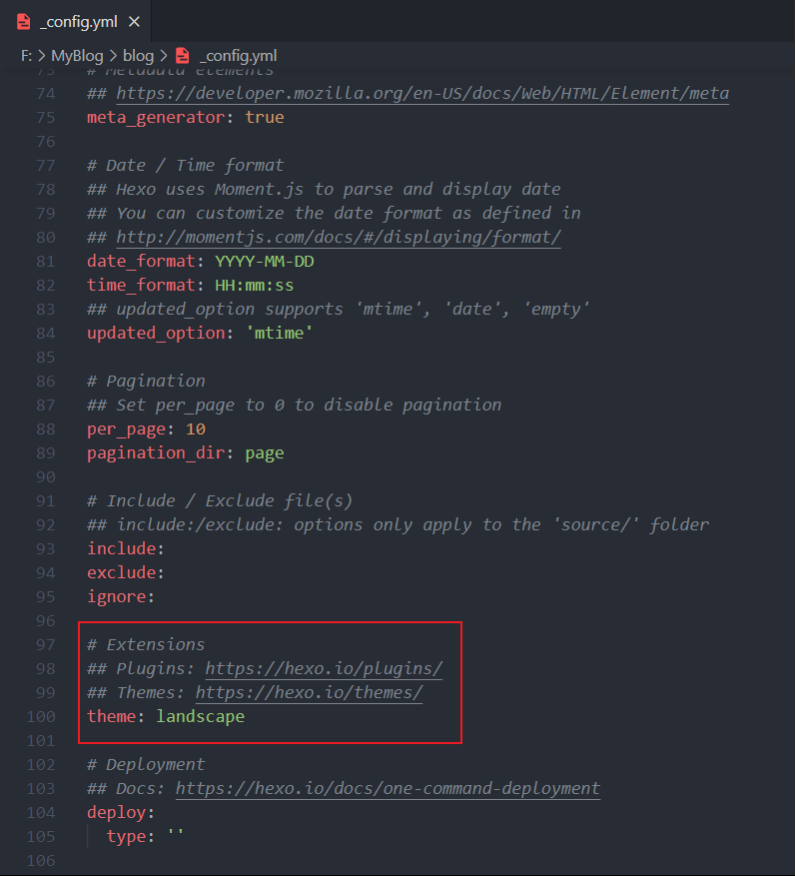 _config.yml ×
F: > MyBlog > blog > _config.yml
73 # Metadata elements
74 ## https://developer.mozilla.org/en-US/docs/Web/HTML/Element/meta
75 meta_generator: true
76
77 # Date / Time format
78 ## Hexo uses Moment.js to parse and display date
79 ## You can customize the date format as defined in
80 ## http://momentjs.com/docs/#/displaying/format/
81 date_format: YYYY-MM-DD
82 time_format: HH:mm:ss
83 ## updated_option supports 'mtime', 'date', 'empty'
84 updated_option: 'mtime'
85
86 # Pagination
87 ## Set per_page to 0 to disable pagination
88 per_page: 10
89 pagination_dir: page
90
91 # Include / Exclude file(s)
92 ## include:/exclude: options only apply to the 'source/' folder
93 include:
94 exclude:
95 ignore:
96
97 # Extensions
98 ## Plugins: https://hexo.io/plugins/
99 ## Themes: https://hexo.io/themes/
100 theme: landscape
101
102 # Deployment
103 ## Docs: https://hexo.io/docs/one-command-deployment
104 deploy:
105   type: ''
106